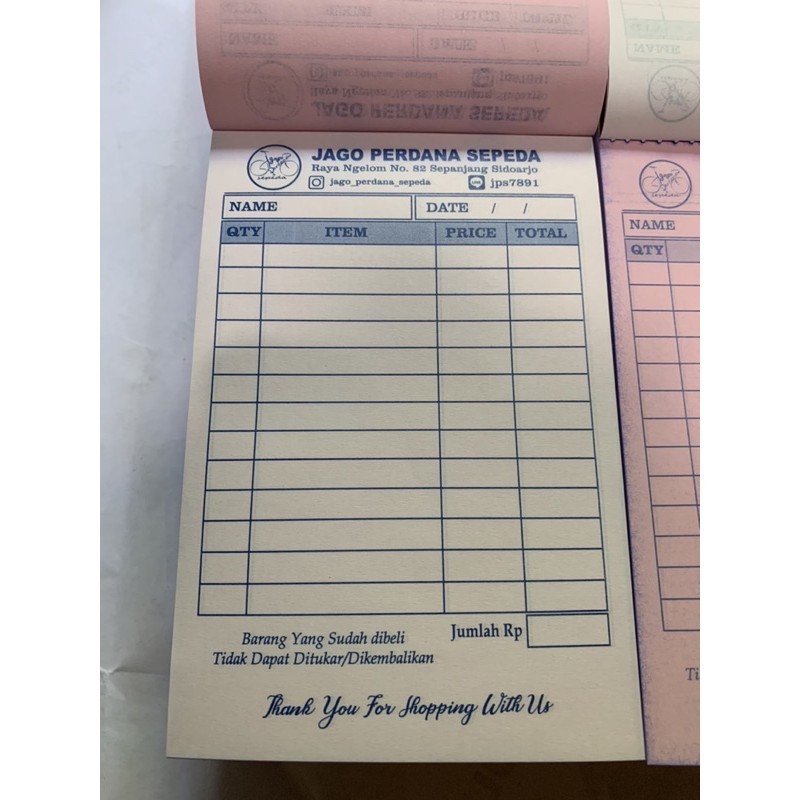 JAGO PERDANA SEPEDA
Raya Ngelom No. 82 Sepanjang Sidoarjo
jago_perdana_sepeda jps7891
NAME DATE / /
QTY ITEM PRICE TOTAL
Jumlah Rp
Barang Yang Sudah dibeli
Tidak Dapat Ditukar/Dikembalikan
Thank You For Shopping With Us
NAME
QTY